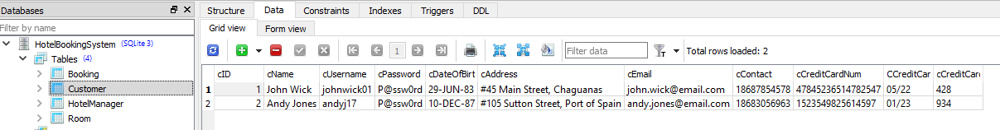 Databases
Filter by name
HotelBookingSystem (SQLite 3)
Tables (4)
Booking
Customer
HotelManager
Room
Structure Data Constraints Indexes Triggers DDL
Grid view Form view
1 Filter data Total rows loaded: 2
cID cName cUsername cPassword cDateOfBirt cAddress cEmail cContact cCreditCardNum CCreditCar cCreditCard
1 1 John Wick johnwick01 P@ssw0rd 29-JUN-83 #45 Main Street, Chaguanas john.wick@email.com 18687854578 47845236514782547 05/22 428
2 2 Andy Jones andyj17 P@ssw0rd 10-DEC-87 #105 Sutton Street, Port of Spain andy.jones@email.com 18683056963 1523549825614597 01/23 934